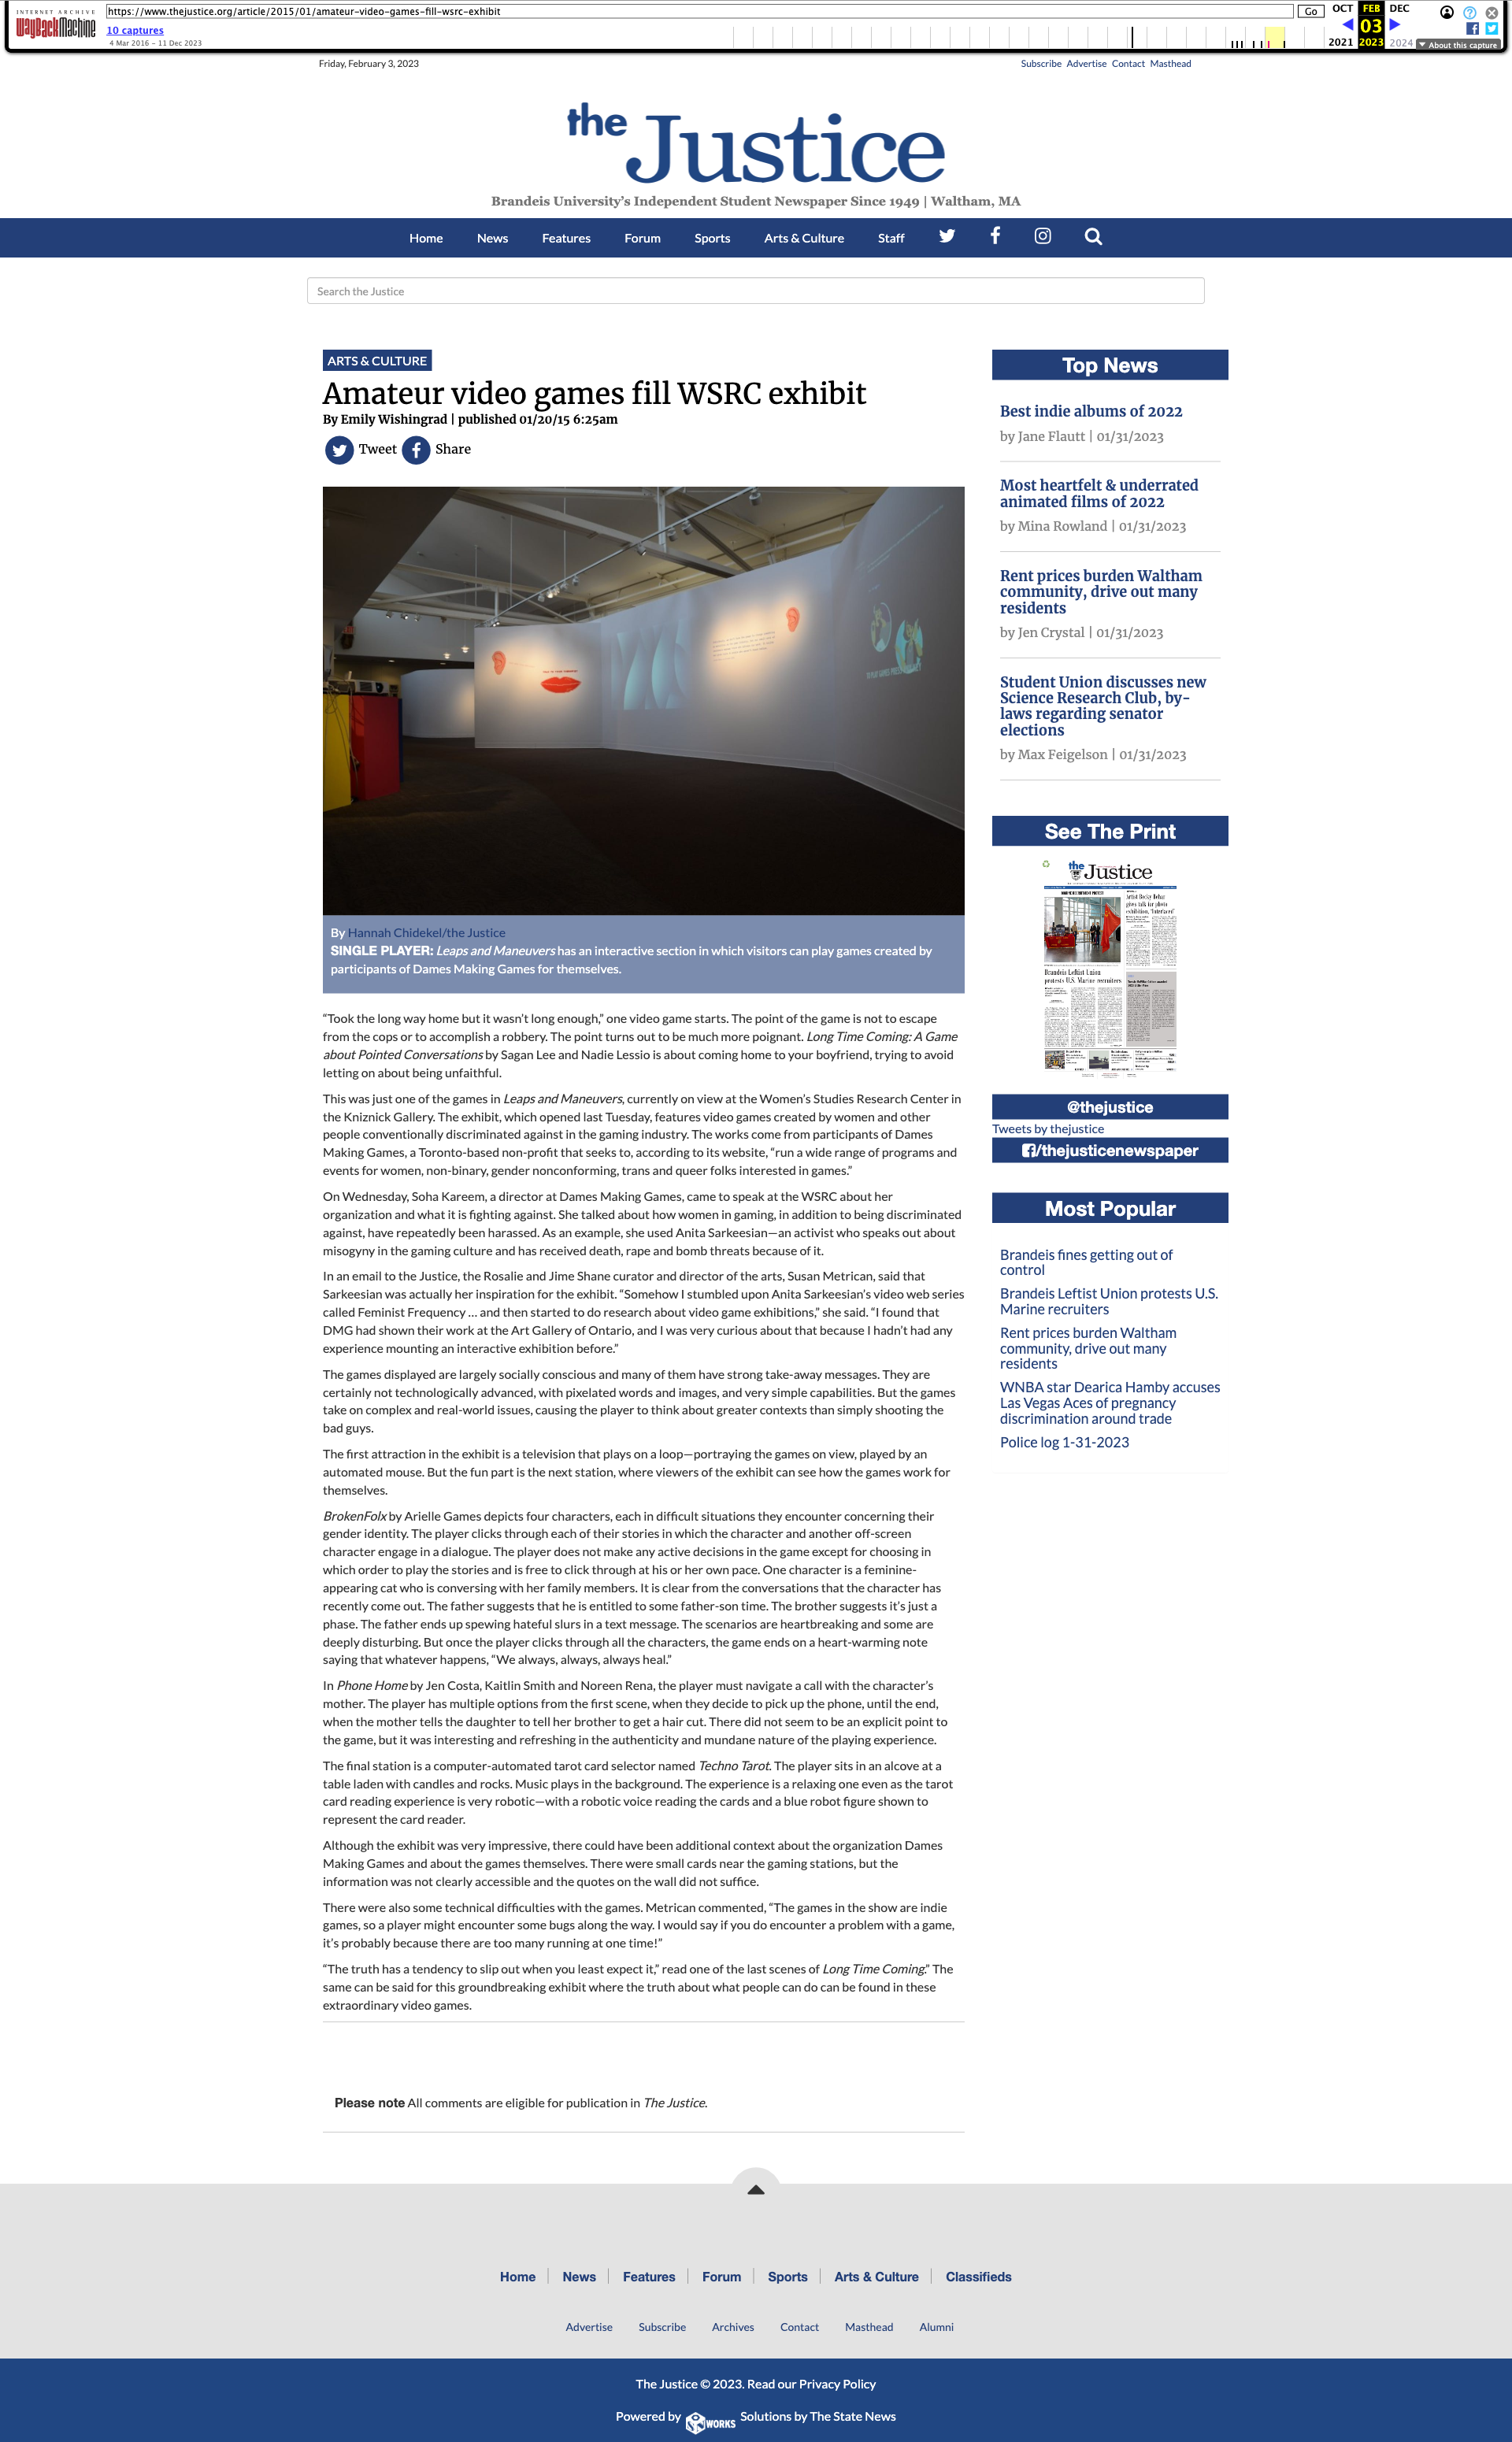 INTERNET ARCHIVE
WayBackMachine
https://www.thejustice.org/article/2015/01/amateur-video-games-fill-wsrc-exhibit
Go
OCT FEB DEC
10 captures
03
4 Mar 2016 – 11 Dec 2023
2021 2023 2024
About this capture
Friday, February 3, 2023
Subscribe Advertise Contact Masthead
the Justice
Brandeis University's Independent Student Newspaper Since 1949 | Waltham, MA
Home News Features Forum Sports Arts & Culture Staff
Search the Justice
ARTS & CULTURE
Amateur video games fill WSRC exhibit
By Emily Wishingrad | published 01/20/15 6:25am
Tweet Share
By Hannah Chidekel/the Justice
SINGLE PLAYER: Leaps and Maneuvers has an interactive section in which visitors can play games created by
participants of Dames Making Games for themselves.
“Took the long way home but it wasn’t long enough,” one video game starts. The point of the game is not to escape
from the cops or to accomplish a robbery. The point turns out to be much more poignant. Long Time Coming: A Game
about Pointed Conversations by Sagan Lee and Nadie Lessio is about coming home to your boyfriend, trying to avoid
letting on about being unfaithful.
This was just one of the games in Leaps and Maneuvers, currently on view at the Women’s Studies Research Center in
the Kniznick Gallery. The exhibit, which opened last Tuesday, features video games created by women and other
people conventionally discriminated against in the gaming industry. The works come from participants of Dames
Making Games, a Toronto-based non-profit that seeks to, according to its website, “run a wide range of programs and
events for women, non-binary, gender nonconforming, trans and queer folks interested in games.”
On Wednesday, Soha Kareem, a director at Dames Making Games, came to speak at the WSRC about her
organization and what it is fighting against. She talked about how women in gaming, in addition to being discriminated
against, have repeatedly been harassed. As an example, she used Anita Sarkeesian—an activist who speaks out about
misogyny in the gaming culture and has received death, rape and bomb threats because of it.
In an email to the Justice, the Rosalie and Jime Shane curator and director of the arts, Susan Metrican, said that
Sarkeesian was actually her inspiration for the exhibit. “Somehow I stumbled upon Anita Sarkeesian’s video web series
called Feminist Frequency … and then started to do research about video game exhibitions,” she said. “I found that
DMG had shown their work at the Art Gallery of Ontario, and I was very curious about that because I hadn’t had any
experience mounting an interactive exhibition before.”
The games displayed are largely socially conscious and many of them have strong take-away messages. They are
certainly not technologically advanced, with pixelated words and images, and very simple capabilities. But the games
take on complex and real-world issues, causing the player to think about greater contexts than simply shooting the
bad guys.
The first attraction in the exhibit is a television that plays on a loop—portraying the games on view, played by an
automated mouse. But the fun part is the next station, where viewers of the exhibit can see how the games work for
themselves.
BrokenFolx by Arielle Games depicts four characters, each in difficult situations they encounter concerning their
gender identity. The player clicks through each of their stories in which the character and another off-screen
character engage in a dialogue. The player does not make any active decisions in the game except for choosing in
which order to play the stories and is free to click through at his or her own pace. One character is a feminine-
appearing cat who is conversing with her family members. It is clear from the conversations that the character has
recently come out. The father suggests that he is entitled to some father-son time. The brother suggests it’s just a
phase. The father ends up spewing hateful slurs in a text message. The scenarios are heartbreaking and some are
deeply disturbing. But once the player clicks through all the characters, the game ends on a heart-warming note
saying that whatever happens, “We always, always, always heal.”
In Phone Home by Jen Costa, Kaitlin Smith and Noreen Rena, the player must navigate a call with the character’s
mother. The player has multiple options from the first scene, when they decide to pick up the phone, until the end,
when the mother tells the daughter to tell her brother to get a hair cut. There did not seem to be an explicit point to
the game, but it was interesting and refreshing in the authenticity and mundane nature of the playing experience.
The final station is a computer-automated tarot card selector named Techno Tarot. The player sits in an alcove at a
table laden with candles and rocks. Music plays in the background. The experience is a relaxing one even as the tarot
card reading experience is very robotic—with a robotic voice reading the cards and a blue robot figure shown to
represent the card reader.
Although the exhibit was very impressive, there could have been additional context about the organization Dames
Making Games and about the games themselves. There were small cards near the gaming stations, but the
information was not clearly accessible and the quotes on the wall did not suffice.
There were also some technical difficulties with the games. Metrican commented, “The games in the show are indie
games, so a player might encounter some bugs along the way. I would say if you do encounter a problem with a game,
it’s probably because there are too many running at one time!”
“The truth has a tendency to slip out when you least expect it,” read one of the last scenes of Long Time Coming.” The
same can be said for this groundbreaking exhibit where the truth about what people can do can be found in these
extraordinary video games.
Please note All comments are eligible for publication in The Justice.
Top News
Best indie albums of 2022
by Jane Flautt | 01/31/2023
Most heartfelt & underrated
animated films of 2022
by Mina Rowland | 01/31/2023
Rent prices burden Waltham
community, drive out many
residents
by Jen Crystal | 01/31/2023
Student Union discusses new
Science Research Club, by-
laws regarding senator
elections
by Max Feigelson | 01/31/2023
See The Print
the Justice
Brandeis Leftist Union
protests U.S. Marine recruiters
@thejustice
Tweets by thejustice
/thejusticenewspaper
Most Popular
Brandeis fines getting out of
control
Brandeis Leftist Union protests U.S.
Marine recruiters
Rent prices burden Waltham
community, drive out many
residents
WNBA star Dearica Hamby accuses
Las Vegas Aces of pregnancy
discrimination around trade
Police log 1-31-2023
Home News Features Forum Sports Arts & Culture Classifieds
Advertise Subscribe Archives Contact Masthead Alumni
The Justice © 2023. Read our Privacy Policy
Powered by SNWORKS Solutions by The State News